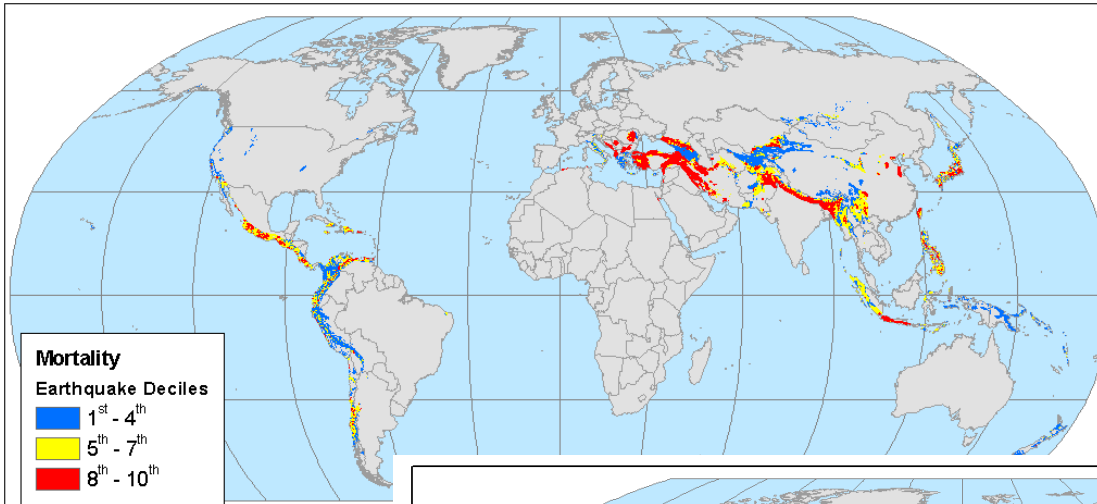 Mortality
Earthquake Deciles
1st - 4th
5th - 7th
8th - 10th